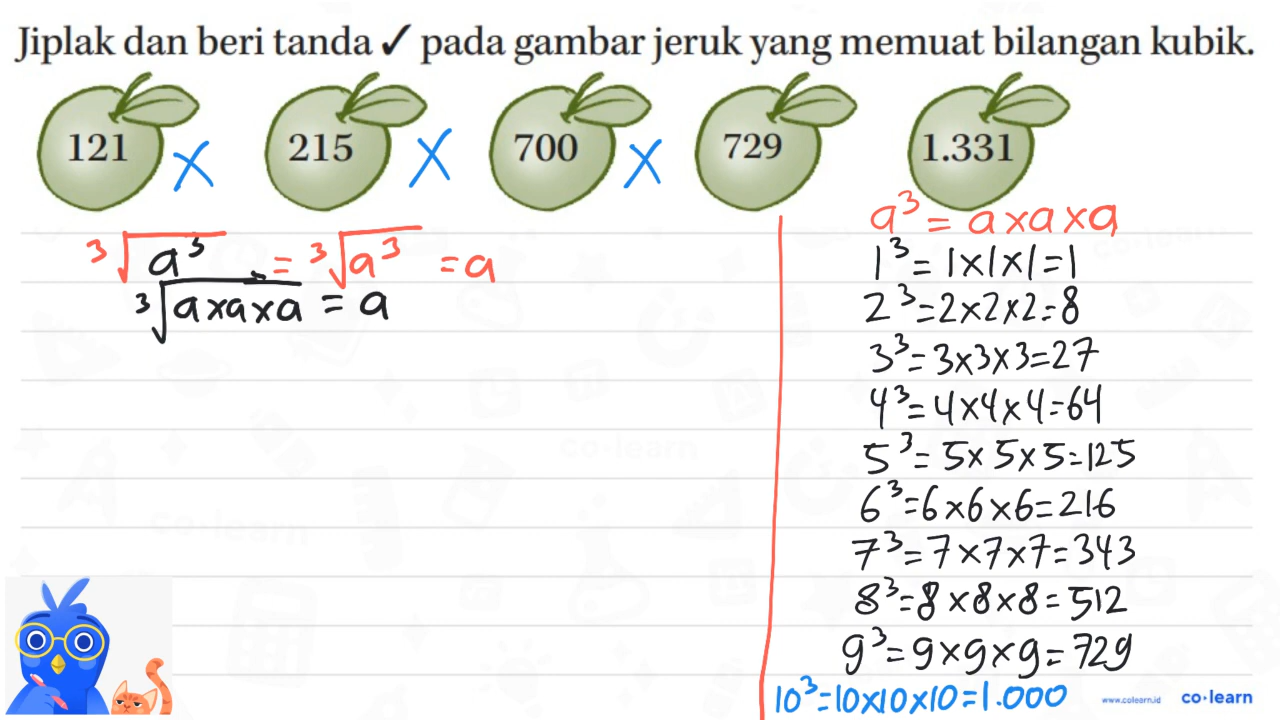 Jiplak dan beri tanda ✓ pada gambar jeruk yang memuat bilangan kubik.
121 X 215 X 700 X 729 1.331
a³ = a x a x a
∛a³ = ∛a³ = a
∛a x a x a = a
1³ = 1 x 1 x 1 = 1
2³ = 2 x 2 x 2 = 8
3³ = 3 x 3 x 3 = 27
4³ = 4 x 4 x 4 = 64
5³ = 5 x 5 x 5 = 125
6³ = 6 x 6 x 6 = 216
7³ = 7 x 7 x 7 = 343
8³ = 8 x 8 x 8 = 512
9³ = 9 x 9 x 9 = 729
10³ = 10 x 10 x 10 = 1.000
www.colearn.id co·learn
co·learn
co·learn